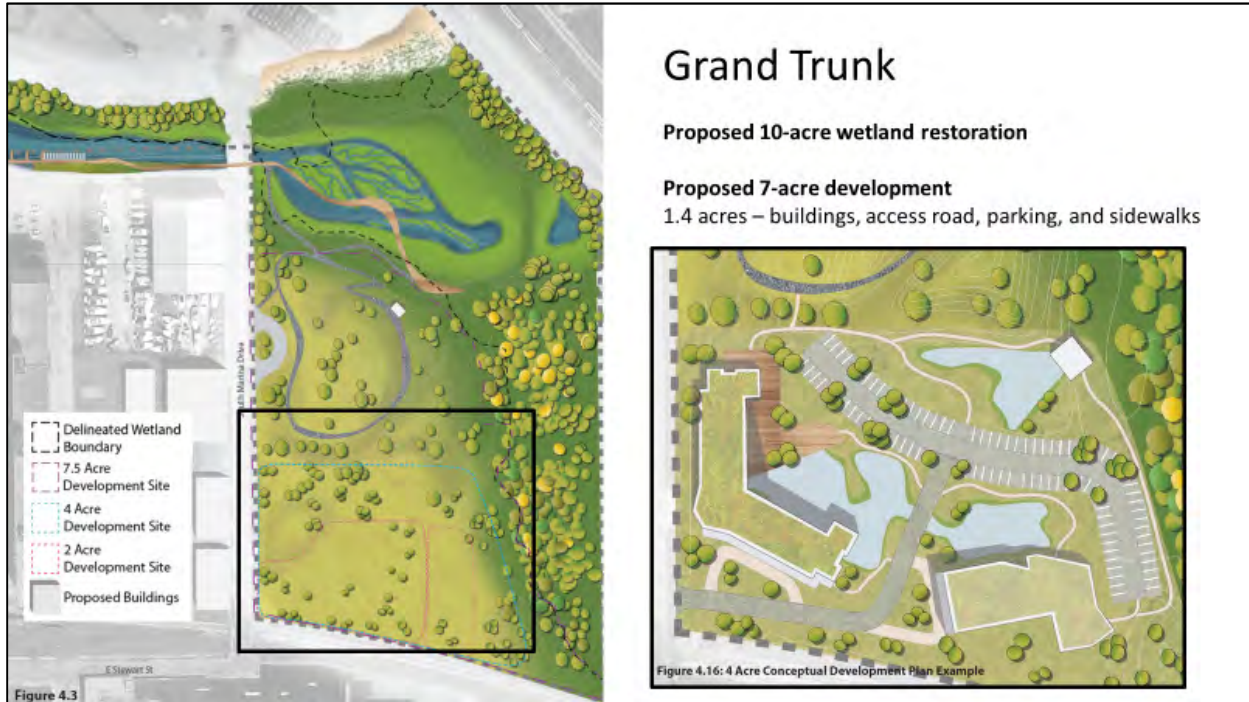 Grand Trunk
Proposed 10-acre wetland restoration
Proposed 7-acre development
1.4 acres – buildings, access road, parking, and sidewalks
Marina Drive
Delineated Wetland
Boundary
7.5 Acre
Development Site
4 Acre
Development Site
2 Acre
Development Site
Proposed Buildings
E Stewart St
Figure 4.3
Figure 4.16: 4 Acre Conceptual Development Plan Example